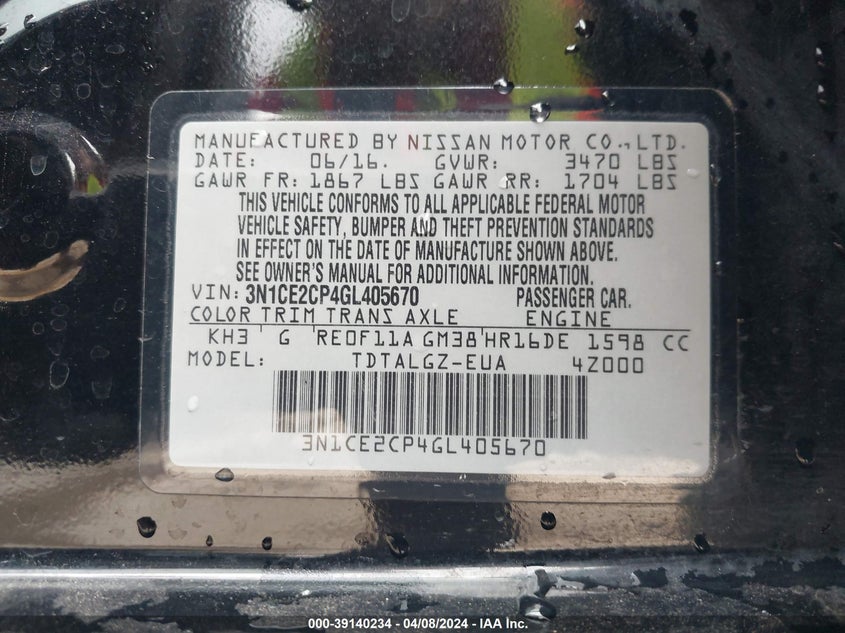 MANUFACTURED BY NISSAN MOTOR CO., LTD.
DATE: 06/16. GVWR: 3470 LBS
GAWR FR: 1867 LBS GAWR RR: 1704 LBS
THIS VEHICLE CONFORMS TO ALL APPLICABLE FEDERAL MOTOR
VEHICLE SAFETY, BUMPER AND THEFT PREVENTION STANDARDS
IN EFFECT ON THE DATE OF MANUFACTURE SHOWN ABOVE.
SEE OWNER'S MANUAL FOR ADDITIONAL INFORMATION.
VIN: 3N1CE2CP4GL405670 PASSENGER CAR.
COLOR TRIM TRANS AXLE ENGINE
KH3 G RE0F11A GM38 HR16DE 1598 CC
MODEL: TDTALGZ-EUA 4Z000
3N1CE2CP4GL405670
000-39140234 - 04/08/2024 - IAA Inc.